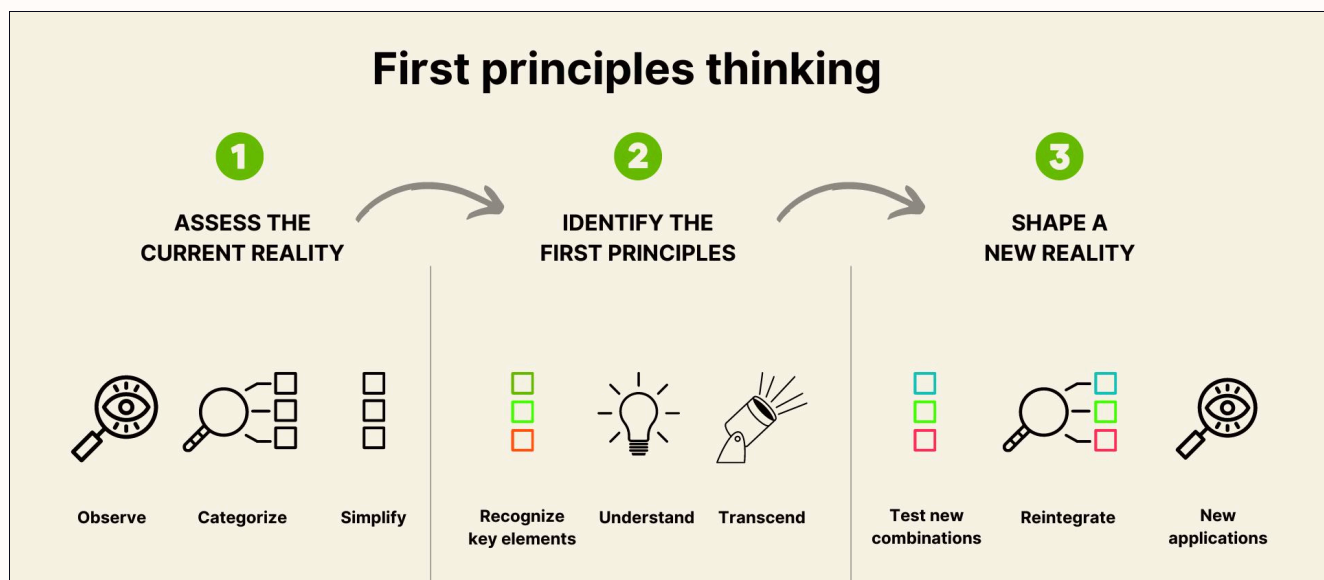 First principles thinking
1
ASSESS THE
CURRENT REALITY
Observe
Categorize
Simplify
2
IDENTIFY THE
FIRST PRINCIPLES
Recognize
key elements
Understand
Transcend
3
SHAPE A
NEW REALITY
Test new
combinations
Reintegrate
New
applications